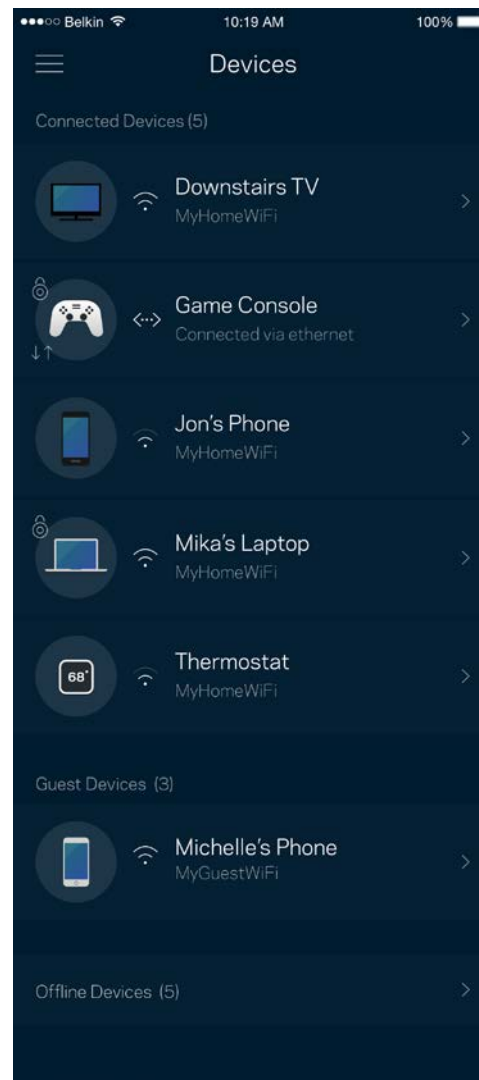 Belkin 10:19 AM 100%
Devices
Connected Devices (5)
Downstairs TV
MyHomeWiFi
Game Console
Connected via ethernet
Jon's Phone
MyHomeWiFi
Mika's Laptop
MyHomeWiFi
68°
Thermostat
MyHomeWiFi
Guest Devices (3)
Michelle's Phone
MyGuestWiFi
Offline Devices (5)